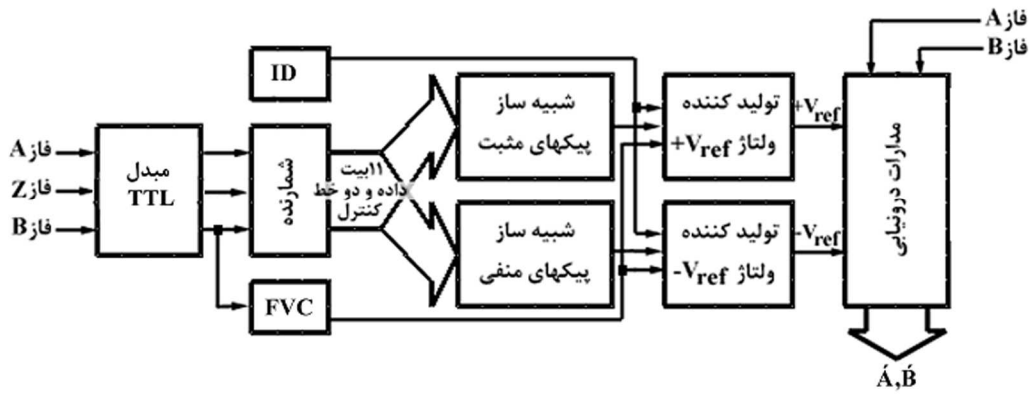 فاز A
فاز B
ID
شبیه ساز
پیکهای مثبت
تولید کننده
ولتاژ +Vref
+Vref
فاز A
فاز Z
فاز B
مبدل
TTL
شمارنده
۱۱بیت
داده و دو خط
کنترل
شبیه ساز
پیکهای منفی
تولید کننده
ولتاژ -Vref
-Vref
مدارات درونیابی
FVC
Á,B́